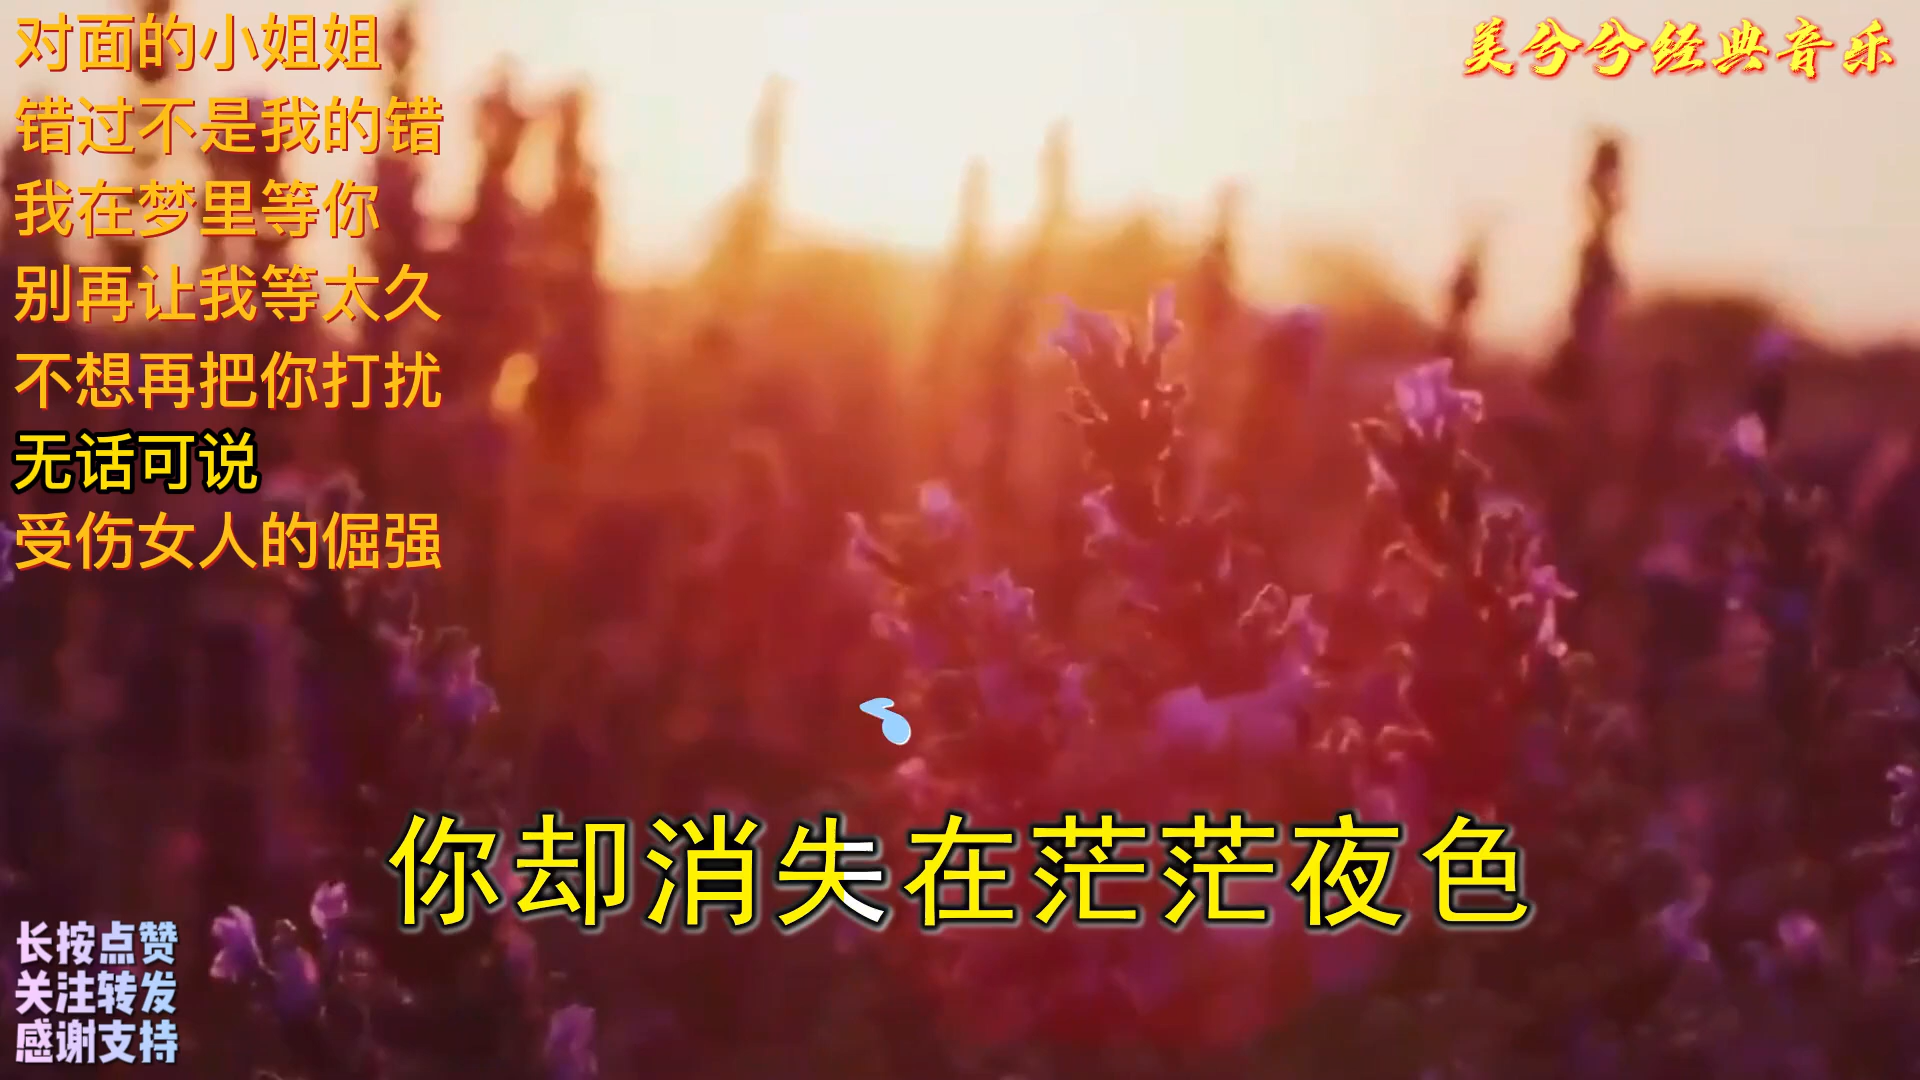 对面的小姐姐
错过不是我的错
我在梦里等你
别再让我等太久
不想再把你打扰
无话可说
受伤女人的倔强
美兮兮经典音乐
你却消失在茫茫夜色
长按点赞
关注转发
感谢支持